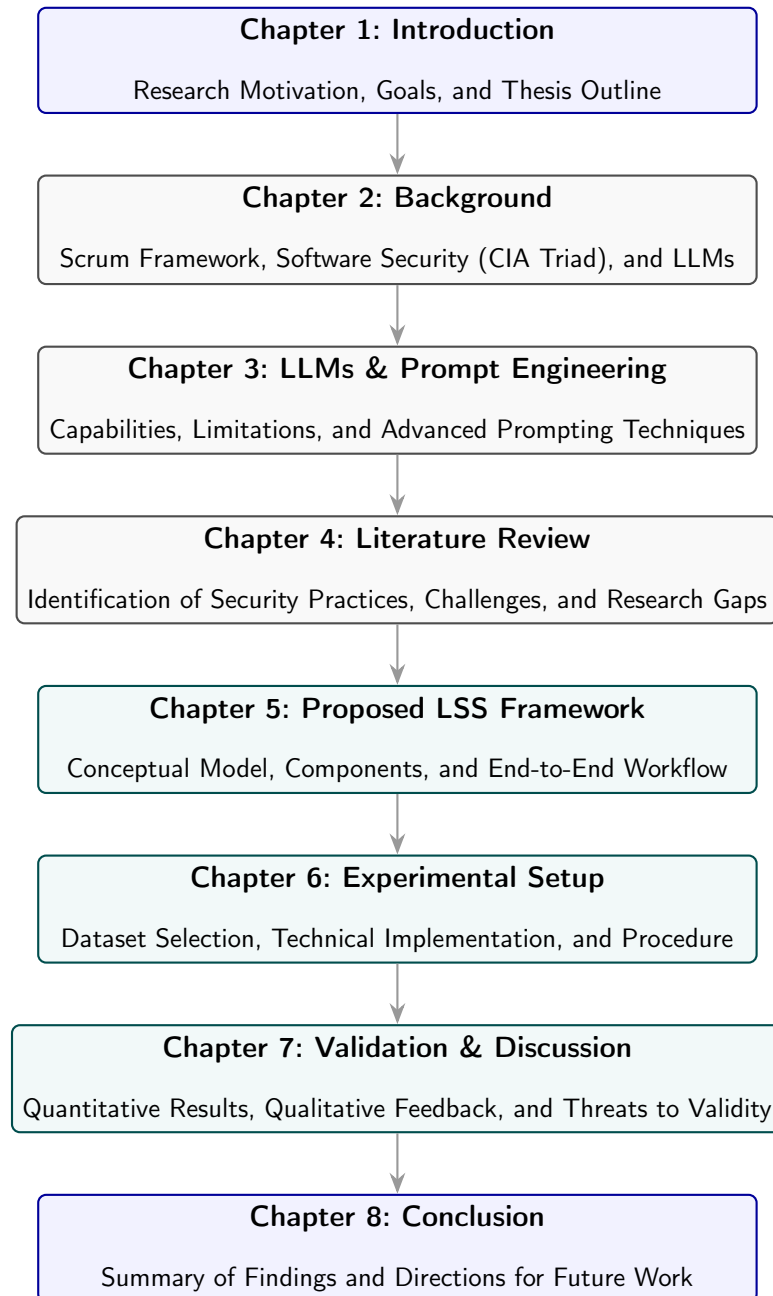 Chapter 1: Introduction
Research Motivation, Goals, and Thesis Outline
Chapter 2: Background
Scrum Framework, Software Security (CIA Triad), and LLMs
Chapter 3: LLMs & Prompt Engineering
Capabilities, Limitations, and Advanced Prompting Techniques
Chapter 4: Literature Review
Identification of Security Practices, Challenges, and Research Gaps
Chapter 5: Proposed LSS Framework
Conceptual Model, Components, and End-to-End Workflow
Chapter 6: Experimental Setup
Dataset Selection, Technical Implementation, and Procedure
Chapter 7: Validation & Discussion
Quantitative Results, Qualitative Feedback, and Threats to Validity
Chapter 8: Conclusion
Summary of Findings and Directions for Future Work